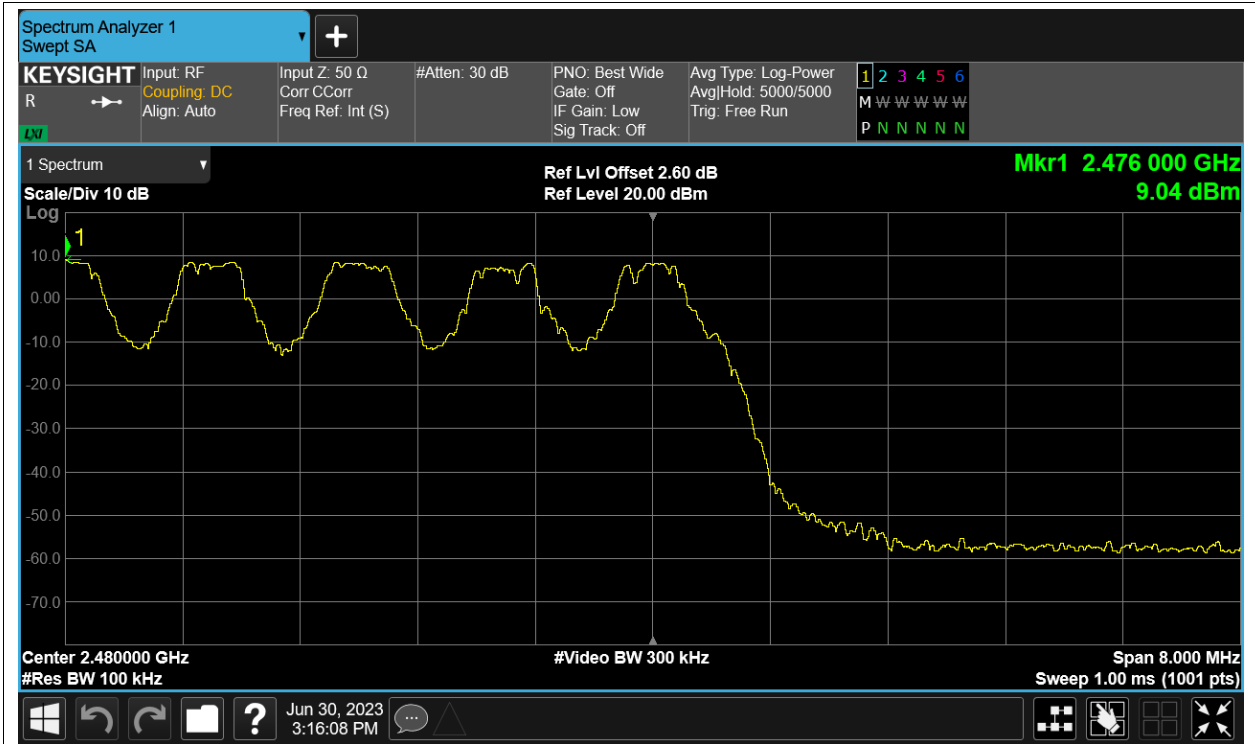 Spectrum Analyzer 1
Swept SA
KEYSIGHT
R
LXI
Input: RF
Coupling: DC
Align: Auto
Input Z: 50 Ω
Corr CCorr
Freq Ref: Int (S)
#Atten: 30 dB
PNO: Best Wide
Gate: Off
IF Gain: Low
Sig Track: Off
Avg Type: Log-Power
Avg|Hold: 5000/5000
Trig: Free Run
1 2 3 4 5 6
M W W W W W
P N N N N N
1 Spectrum
Scale/Div 10 dB
Log
Ref Lvl Offset 2.60 dB
Ref Level 20.00 dBm
Mkr1 2.476 000 GHz
9.04 dBm
1
10.0
0.00
-10.0
-20.0
-30.0
-40.0
-50.0
-60.0
-70.0
Center 2.480000 GHz
#Res BW 100 kHz
#Video BW 300 kHz
Span 8.000 MHz
Sweep 1.00 ms (1001 pts)
?
Jun 30, 2023
3:16:08 PM